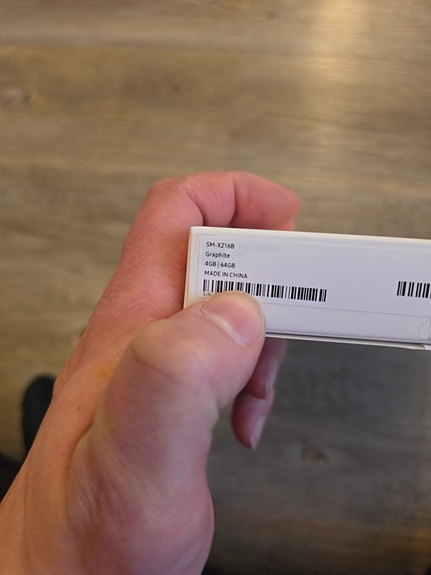 SM-X216B
Graphite
4GB | 64GB
MADE IN CHINA